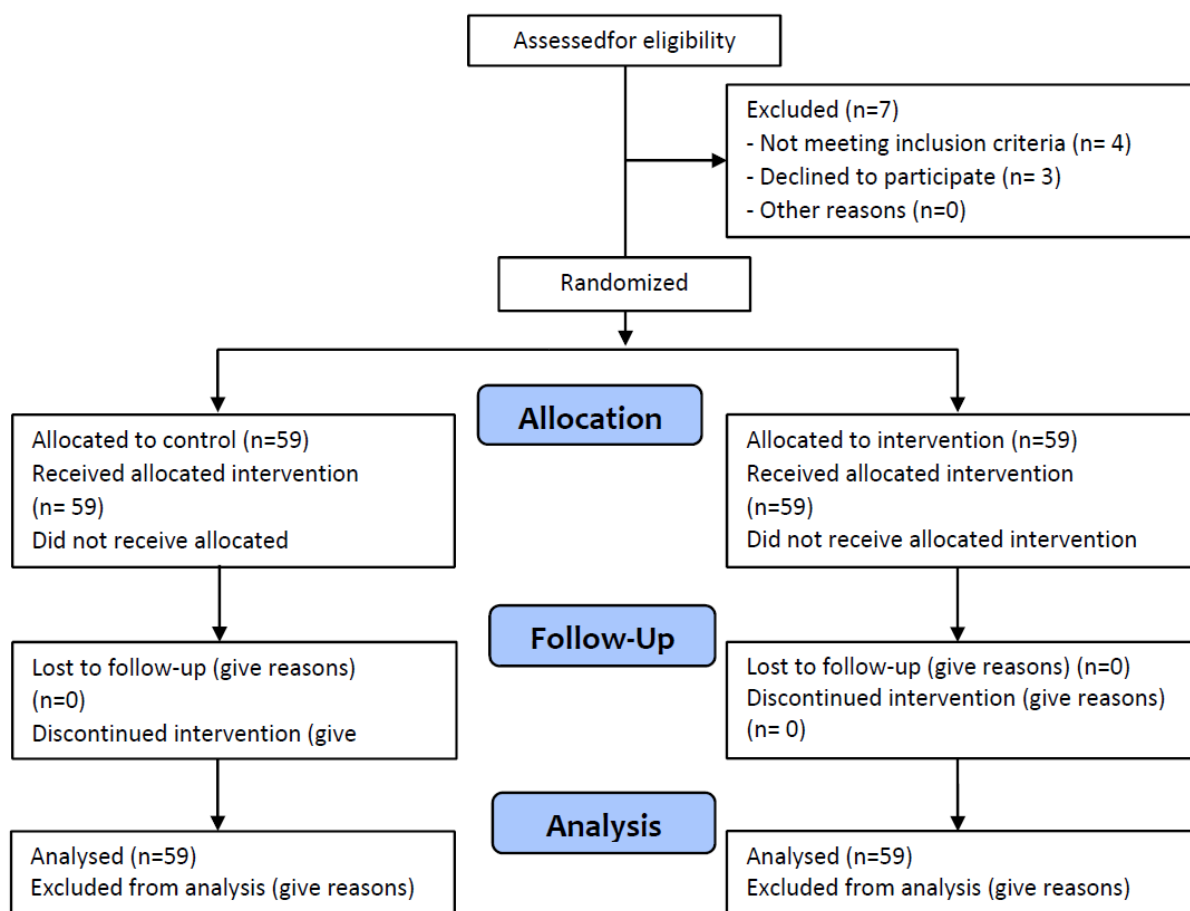 Assessedfor eligibility
Excluded (n=7)
- Not meeting inclusion criteria (n= 4)
- Declined to participate (n= 3)
- Other reasons (n=0)
Randomized
Allocation
Allocated to control (n=59)
Received allocated intervention
(n= 59)
Did not receive allocated
Allocated to intervention (n=59)
Received allocated intervention
(n=59)
Did not receive allocated intervention
Follow-Up
Lost to follow-up (give reasons)
(n=0)
Discontinued intervention (give
Lost to follow-up (give reasons) (n=0)
Discontinued intervention (give reasons)
(n= 0)
Analysis
Analysed (n=59)
Excluded from analysis (give reasons)
Analysed (n=59)
Excluded from analysis (give reasons)